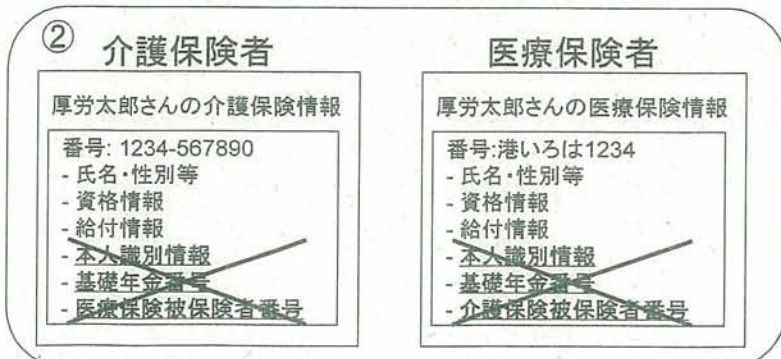 ②
介護保険者
厚労太郎さんの介護保険情報
番号: 1234-567890
- 氏名・性別等
- 資格情報
- 給付情報
- 本人識別情報
- 基礎年金番号
- 医療保険被保険者番号
医療保険者
厚労太郎さんの医療保険情報
番号:港いろは1234
- 氏名・性別等
- 資格情報
- 給付情報
- 本人識別情報
- 基礎年金番号
- 介護保険被保険者番号